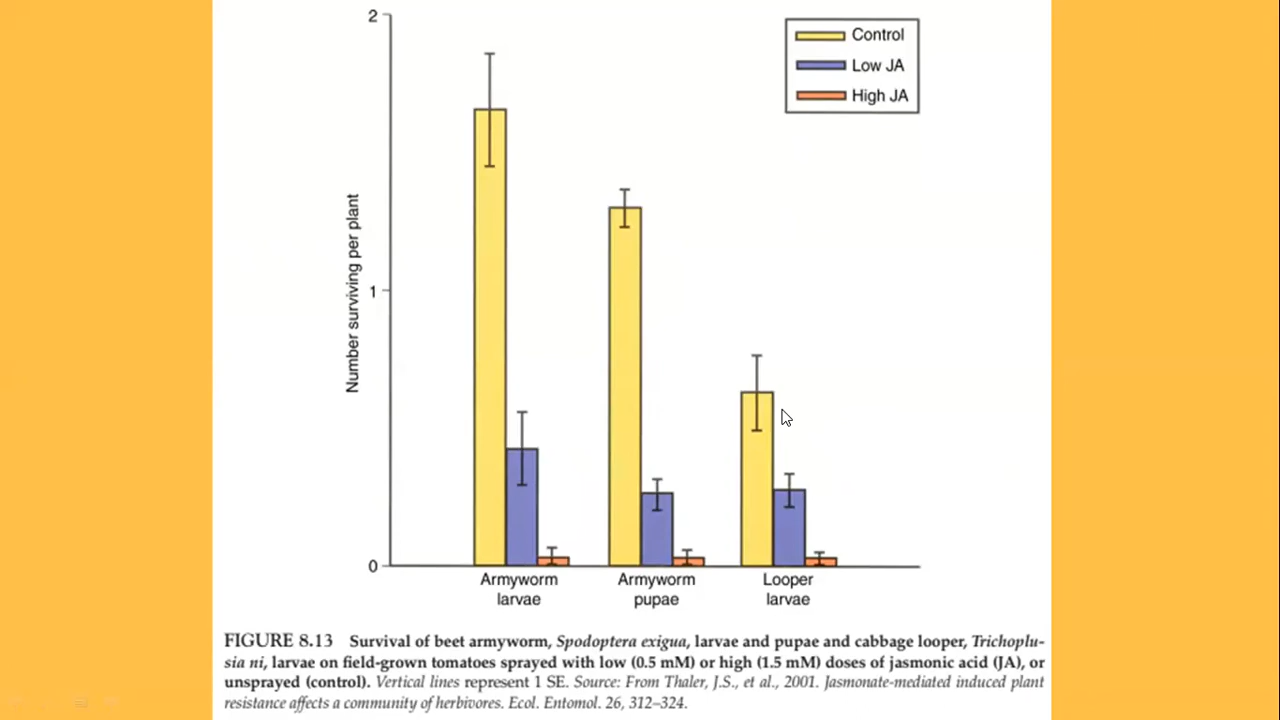 2
Control
Low JA
High JA
Number surviving per plant
1
0
Armyworm larvae
Armyworm pupae
Looper larvae
FIGURE 8.13 Survival of beet armyworm, Spodoptera exigua, larvae and pupae and cabbage looper, Trichoplu-
sia ni, larvae on field-grown tomatoes sprayed with low (0.5 mM) or high (1.5 mM) doses of jasmonic acid (JA), or
unsprayed (control). Vertical lines represent 1 SE. Source: From Thaler, J.S., et al., 2001. Jasmonate-mediated induced plant
resistance affects a community of herbivores. Ecol. Entomol. 26, 312–324.